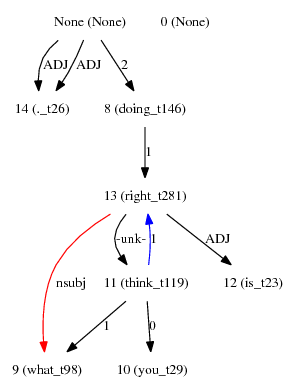 None (None) 0 (None)
ADJ ADJ 2
14 (._t26) 8 (doing_t146)
1
13 (right_t281)
-unk- 1 ADJ
nsubj 11 (think_t119) 12 (is_t23)
1 0
9 (what_t98) 10 (you_t29)